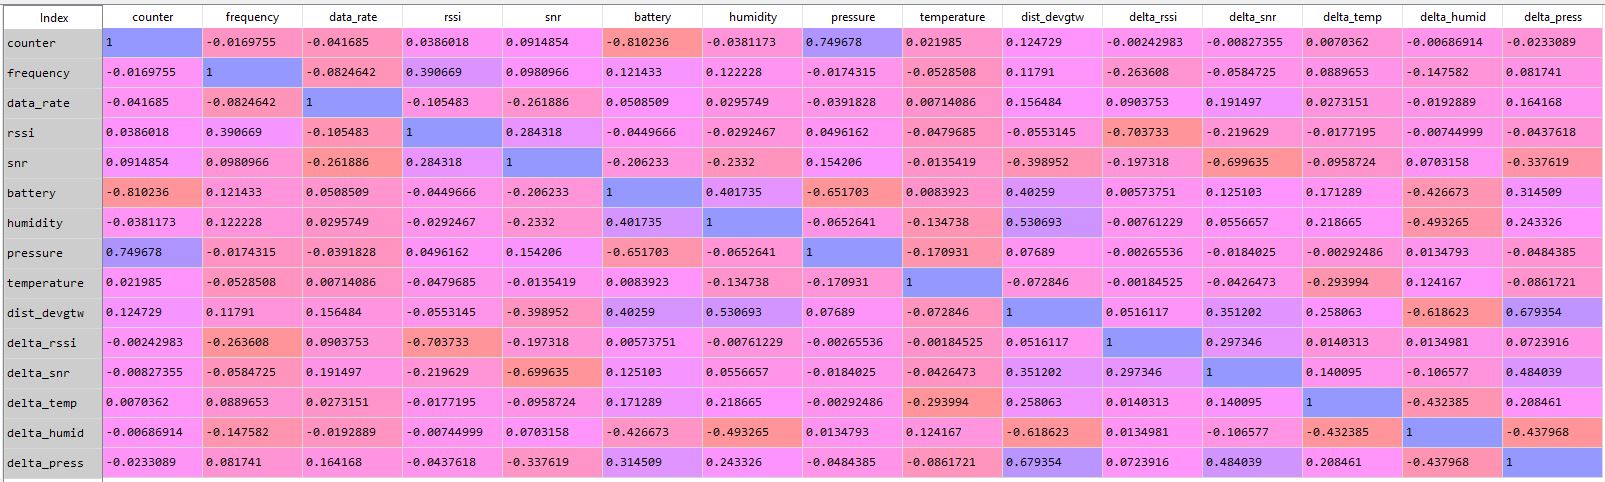 Index counter frequency data_rate rssi snr battery humidity pressure temperature dist_devgtw delta_rssi delta_snr delta_temp delta_humid delta_press
counter 1 -0.0169755 -0.041685 0.0386018 0.0914854 -0.810236 -0.0381173 0.749678 0.021985 0.124729 -0.00242983 -0.00827355 0.0070362 -0.00686914 -0.0233089
frequency -0.0169755 1 -0.0824642 0.390669 0.0980966 0.121433 0.122228 -0.0174315 -0.0528508 0.11791 -0.263608 -0.0584725 0.0889653 -0.147582 0.081741
data_rate -0.041685 -0.0824642 1 -0.105483 -0.261886 0.0508509 0.0295749 -0.0391828 0.00714086 0.156484 0.0903753 0.191497 0.0273151 -0.0192889 0.164168
rssi 0.0386018 0.390669 -0.105483 1 0.284318 -0.0449666 -0.0292467 0.0496162 -0.0479685 -0.0553145 -0.703733 -0.219629 -0.0177195 -0.00744999 -0.0437618
snr 0.0914854 0.0980966 -0.261886 0.284318 1 -0.206233 -0.2332 0.154206 -0.0135419 -0.398952 -0.197318 -0.699635 -0.0958724 0.0703158 -0.337619
battery -0.810236 0.121433 0.0508509 -0.0449666 -0.206233 1 0.401735 -0.651703 0.0083923 0.40259 0.00573751 0.125103 0.171289 -0.426673 0.314509
humidity -0.0381173 0.122228 0.0295749 -0.0292467 -0.2332 0.401735 1 -0.0652641 -0.134738 0.530693 -0.00761229 0.0556657 0.218665 -0.493265 0.243326
pressure 0.749678 -0.0174315 -0.0391828 0.0496162 0.154206 -0.651703 -0.0652641 1 -0.170931 0.07689 -0.00265536 -0.0184025 -0.00292486 0.0134793 -0.0484385
temperature 0.021985 -0.0528508 0.00714086 -0.0479685 -0.0135419 0.0083923 -0.134738 -0.170931 1 -0.072846 -0.00184525 -0.0426473 -0.293994 0.124167 -0.0861721
dist_devgtw 0.124729 0.11791 0.156484 -0.0553145 -0.398952 0.40259 0.530693 0.07689 -0.072846 1 0.0516117 0.351202 0.258063 -0.618623 0.679354
delta_rssi -0.00242983 -0.263608 0.0903753 -0.703733 -0.197318 0.00573751 -0.00761229 -0.00265536 -0.00184525 0.0516117 1 0.297346 0.0140313 0.0134981 0.0723916
delta_snr -0.00827355 -0.0584725 0.191497 -0.219629 -0.699635 0.125103 0.0556657 -0.0184025 -0.0426473 0.351202 0.297346 1 0.140095 -0.106577 0.484039
delta_temp 0.0070362 0.0889653 0.0273151 -0.0177195 -0.0958724 0.171289 0.218665 -0.00292486 -0.293994 0.258063 0.0140313 0.140095 1 -0.432385 0.208461
delta_humid -0.00686914 -0.147582 -0.0192889 -0.00744999 0.0703158 -0.426673 -0.493265 0.0134793 0.124167 -0.618623 0.0134981 -0.106577 -0.432385 1 -0.437968
delta_press -0.0233089 0.081741 0.164168 -0.0437618 -0.337619 0.314509 0.243326 -0.0484385 -0.0861721 0.679354 0.0723916 0.484039 0.208461 -0.437968 1